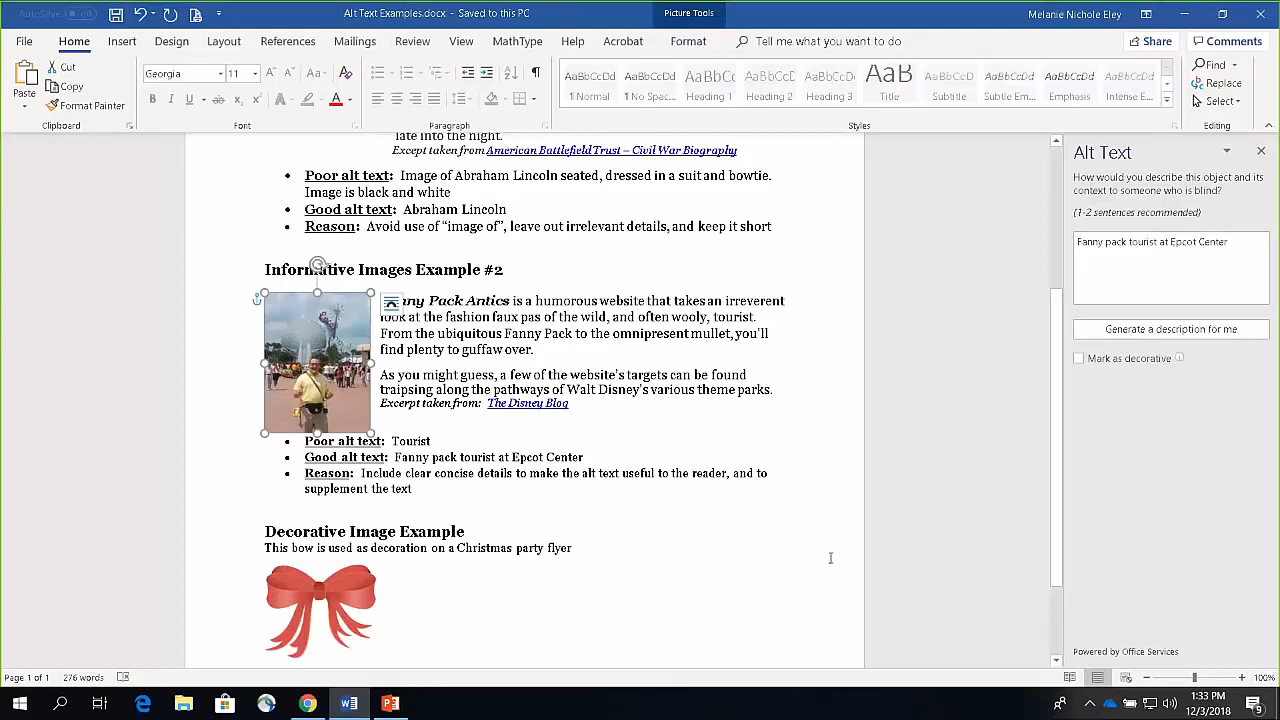 AutoSave Off
Alt Text Examples.docx - Saved to this PC
Picture Tools
Melanie Nichole Eley
File Home Insert Design Layout References Mailings Review View MathType Help Acrobat Format Tell me what you want to do Share Comments
Paste
Cut
Copy
Format Painter
Georgia 11
Aa
B I U ab x₂ x² A A
AaBbCcDd AaBbCcDd AaBbCc AaBbCcDd AaBbCcDd AaB AaBbCcDd AaBbCcDd AaBbCcDd AaBbCcDd
¶ Normal ¶ No Spac... Heading 1 Heading 2 Heading 3 Title Subtitle Subtle Em... Emphasis Intense E...
Find
Replace
Select
Clipboard Font Paragraph Styles Editing
late into the night.
Except taken from American Battlefield Trust – Civil War Biography
• Poor alt text: Image of Abraham Lincoln seated, dressed in a suit and bowtie.
Image is black and white
• Good alt text: Abraham Lincoln
• Reason: Avoid use of “image of”, leave out irrelevant details, and keep it short
Informative Images Example #2
nny Pack Antics is a humorous website that takes an irreverent
look at the fashion faux pas of the wild, and often wooly, tourist.
From the ubiquitous Fanny Pack to the omnipresent mullet, you’ll
find plenty to guffaw over.
As you might guess, a few of the website’s targets can be found
traipsing along the pathways of Walt Disney’s various theme parks.
Excerpt taken from: The Disney Blog
• Poor alt text: Tourist
• Good alt text: Fanny pack tourist at Epcot Center
• Reason: Include clear concise details to make the alt text useful to the reader, and to
supplement the text
Decorative Image Example
This bow is used as decoration on a Christmas party flyer
Alt Text
How would you describe this object and its
context to someone who is blind?
(1-2 sentences recommended)
Fanny pack tourist at Epcot Center
Generate a description for me
Mark as decorative
Powered by Office Services
Page 1 of 1 276 words
100%
1:33 PM
12/3/2018